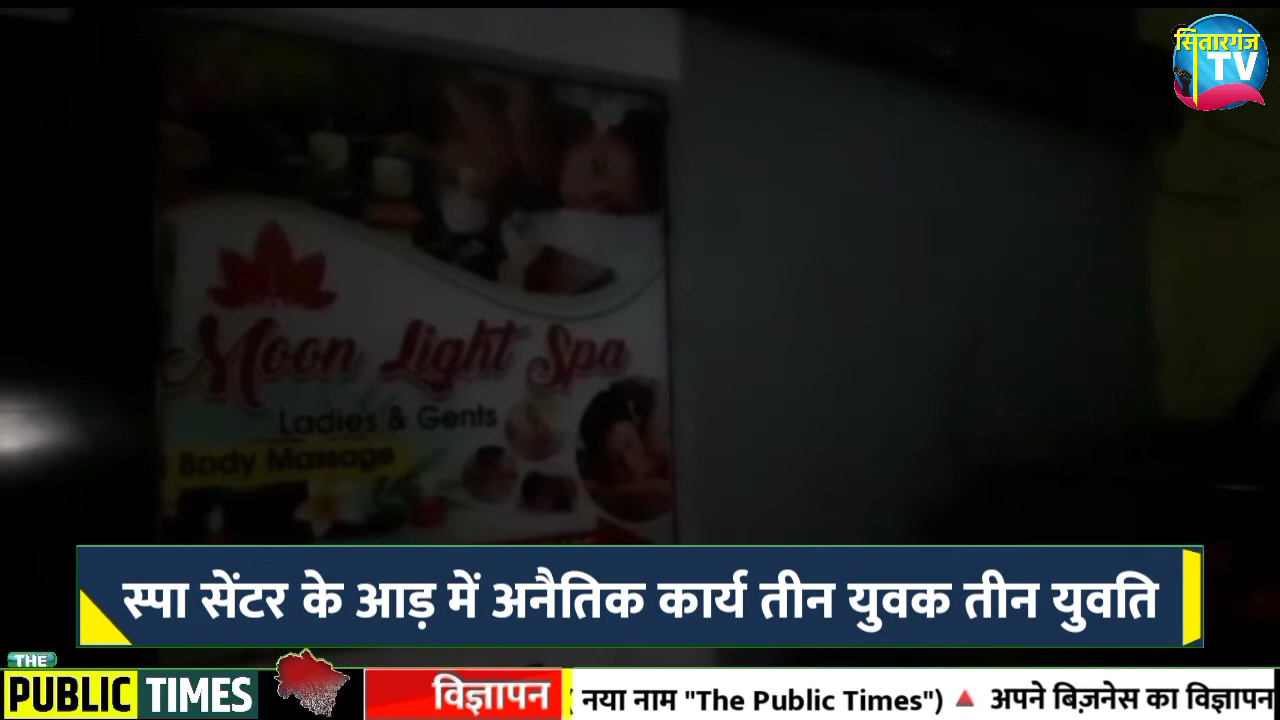 सितारगंज
TV
Moon Light Spa
Ladies & Gents
Body Massage
स्पा सेंटर के आड़ में अनैतिक कार्य तीन युवक तीन युवति
THE
PUBLIC TIMES
विज्ञापन
नया नाम "The Public Times") 🔺 अपने बिज़नेस का विज्ञापन